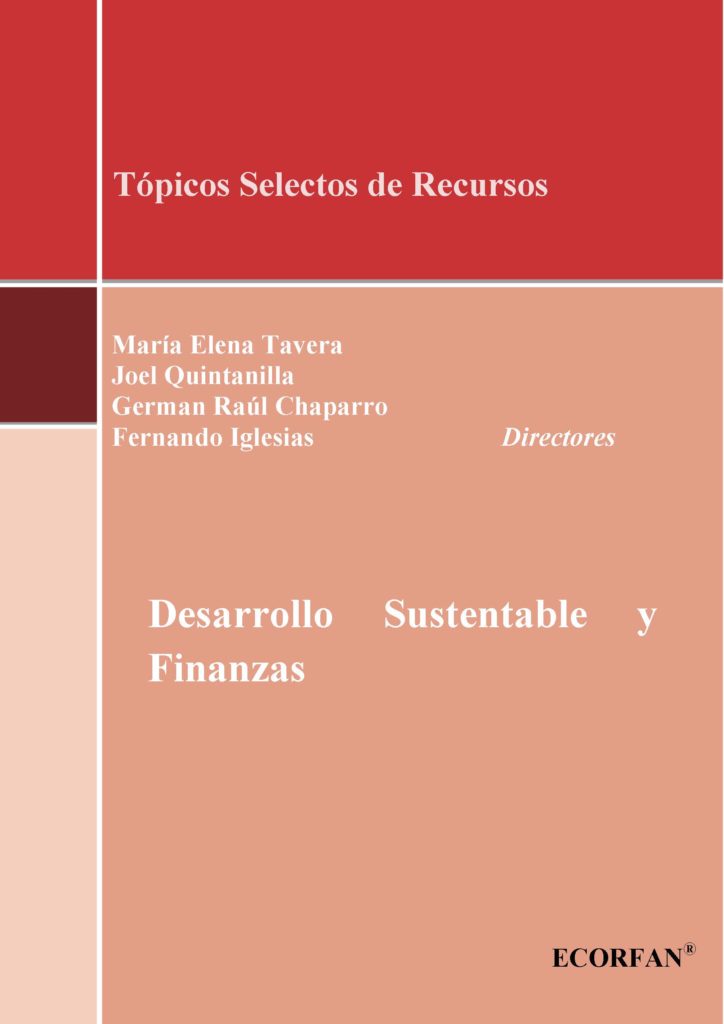 Tópicos Selectos de Recursos
María Elena Tavera
Joel Quintanilla
German Raúl Chaparro
Fernando Iglesias Directores
Desarrollo Sustentable y
Finanzas
ECORFAN®